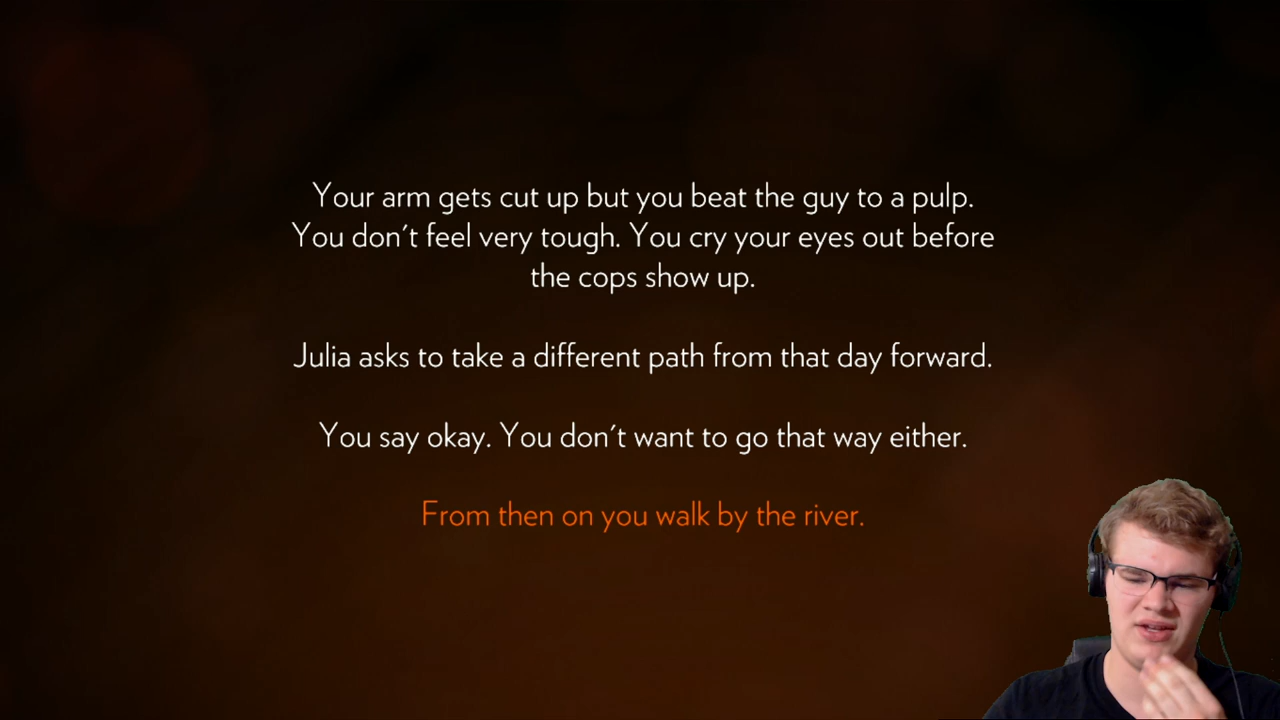 Your arm gets cut up but you beat the guy to a pulp.
You don't feel very tough. You cry your eyes out before
the cops show up.
Julia asks to take a different path from that day forward.
You say okay. You don't want to go that way either.
From then on you walk by the river.